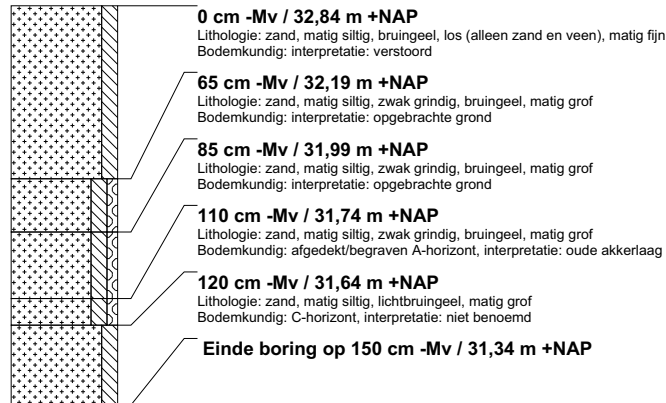 0 cm -Mv / 32,84 m +NAP
Lithologie: zand, matig siltig, bruingeel, los (alleen zand en veen), matig fijn
Bodemkundig: interpretatie: verstoord
65 cm -Mv / 32,19 m +NAP
Lithologie: zand, matig siltig, zwak grindig, bruingeel, matig grof
Bodemkundig: interpretatie: opgebrachte grond
85 cm -Mv / 31,99 m +NAP
Lithologie: zand, matig siltig, zwak grindig, bruingeel, matig grof
Bodemkundig: interpretatie: opgebrachte grond
110 cm -Mv / 31,74 m +NAP
Lithologie: zand, matig siltig, zwak grindig, bruingeel, matig grof
Bodemkundig: afgedekt/begraven A-horizont, interpretatie: oude akkerlaag
120 cm -Mv / 31,64 m +NAP
Lithologie: zand, matig siltig, lichtbruingeel, matig grof
Bodemkundig: C-horizont, interpretatie: niet benoemd
Einde boring op 150 cm -Mv / 31,34 m +NAP